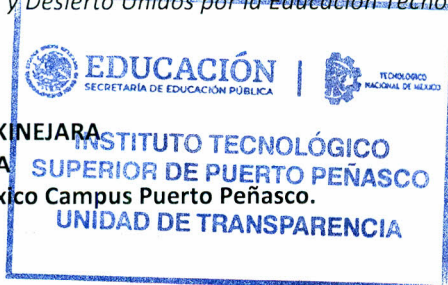 y Desierto Unidos por la Educación Tecno
EDUCACIÓN
SECRETARÍA DE EDUCACIÓN PÚBLICA
TECNOLÓGICO
NACIONAL DE MÉXICO
KINEJARA
INSTITUTO TECNOLÓGICO
A SUPERIOR DE PUERTO PEÑASCO
xico Campus Puerto Peñasco.
UNIDAD DE TRANSPARENCIA